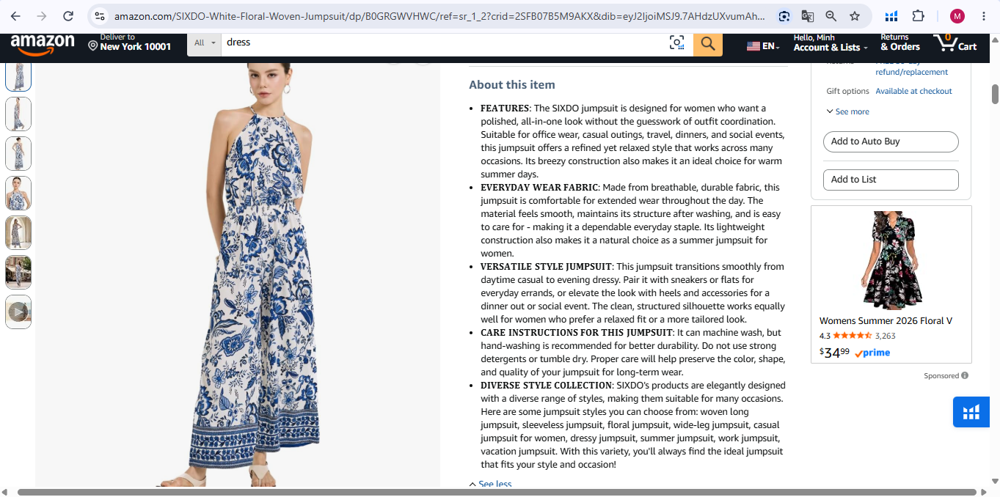 amazon.com/SIXDO-White-Floral-Woven-Jumpsuit/dp/B0GRGWVHWC/ref=sr_1_2?crid=2SFB07B5M9AKX&dib=eyJ2IjoiMSJ9.7AHdzUXvumAh...
M
amazon
Deliver to
New York 10001
All
dress
EN
Hello, Minh
Account & Lists
Returns
& Orders
0
Cart
About this item
FEATURES: The SIXDO jumpsuit is designed for women who want a
polished, all-in-one look without the guesswork of outfit coordination.
Suitable for office wear, casual outings, travel, dinners, and social events,
this jumpsuit offers a refined yet relaxed style that works across many
occasions. Its breezy construction also makes it an ideal choice for warm
summer days.
EVERYDAY WEAR FABRIC: Made from breathable, durable fabric, this
jumpsuit is comfortable for extended wear throughout the day. The
material feels smooth, maintains its structure after washing, and is easy
to care for - making it a dependable everyday staple. Its lightweight
construction also makes it a natural choice as a summer jumpsuit for
women.
VERSATILE STYLE JUMPSUIT: This jumpsuit transitions smoothly from
daytime casual to evening dressy. Pair it with sneakers or flats for
everyday errands, or elevate the look with heels and accessories for a
dinner out or social event. The clean, structured silhouette works equally
well for women who prefer a relaxed fit or a more tailored look.
CARE INSTRUCTIONS FOR THIS JUMPSUIT: It can machine wash, but
hand-washing is recommended for better durability. Do not use strong
detergents or tumble dry. Proper care will help preserve the color, shape,
and quality of your jumpsuit for long-term wear.
DIVERSE STYLE COLLECTION: SIXDO's products are elegantly designed
with a diverse range of styles, making them suitable for many occasions.
Here are some jumpsuit styles you can choose from: woven long
jumpsuit, sleeveless jumpsuit, floral jumpsuit, wide-leg jumpsuit, casual
jumpsuit for women, dressy jumpsuit, summer jumpsuit, work jumpsuit,
vacation jumpsuit. With this variety, you'll always find the ideal jumpsuit
that fits your style and occasion!
See less
refund/replacement
Gift options Available at checkout
See more
Add to Auto Buy
Add to List
Womens Summer 2026 Floral V
4.3 3,263
$34.99 prime
Sponsored